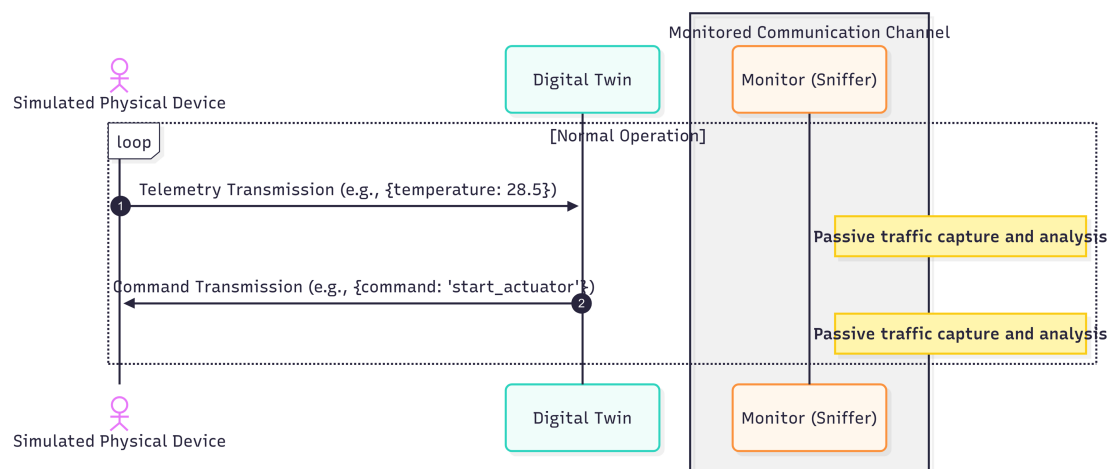 Monitored Communication Channel
Digital Twin
Monitor (Sniffer)
Simulated Physical Device
[Normal Operation]
loop
Telemetry Transmission (e.g., {temperature: 28.5})
1
Passive traffic capture and analysis
Command Transmission (e.g., {command: 'start_actuator'})
2
Passive traffic capture and analysis
Digital Twin
Monitor (Sniffer)
Simulated Physical Device